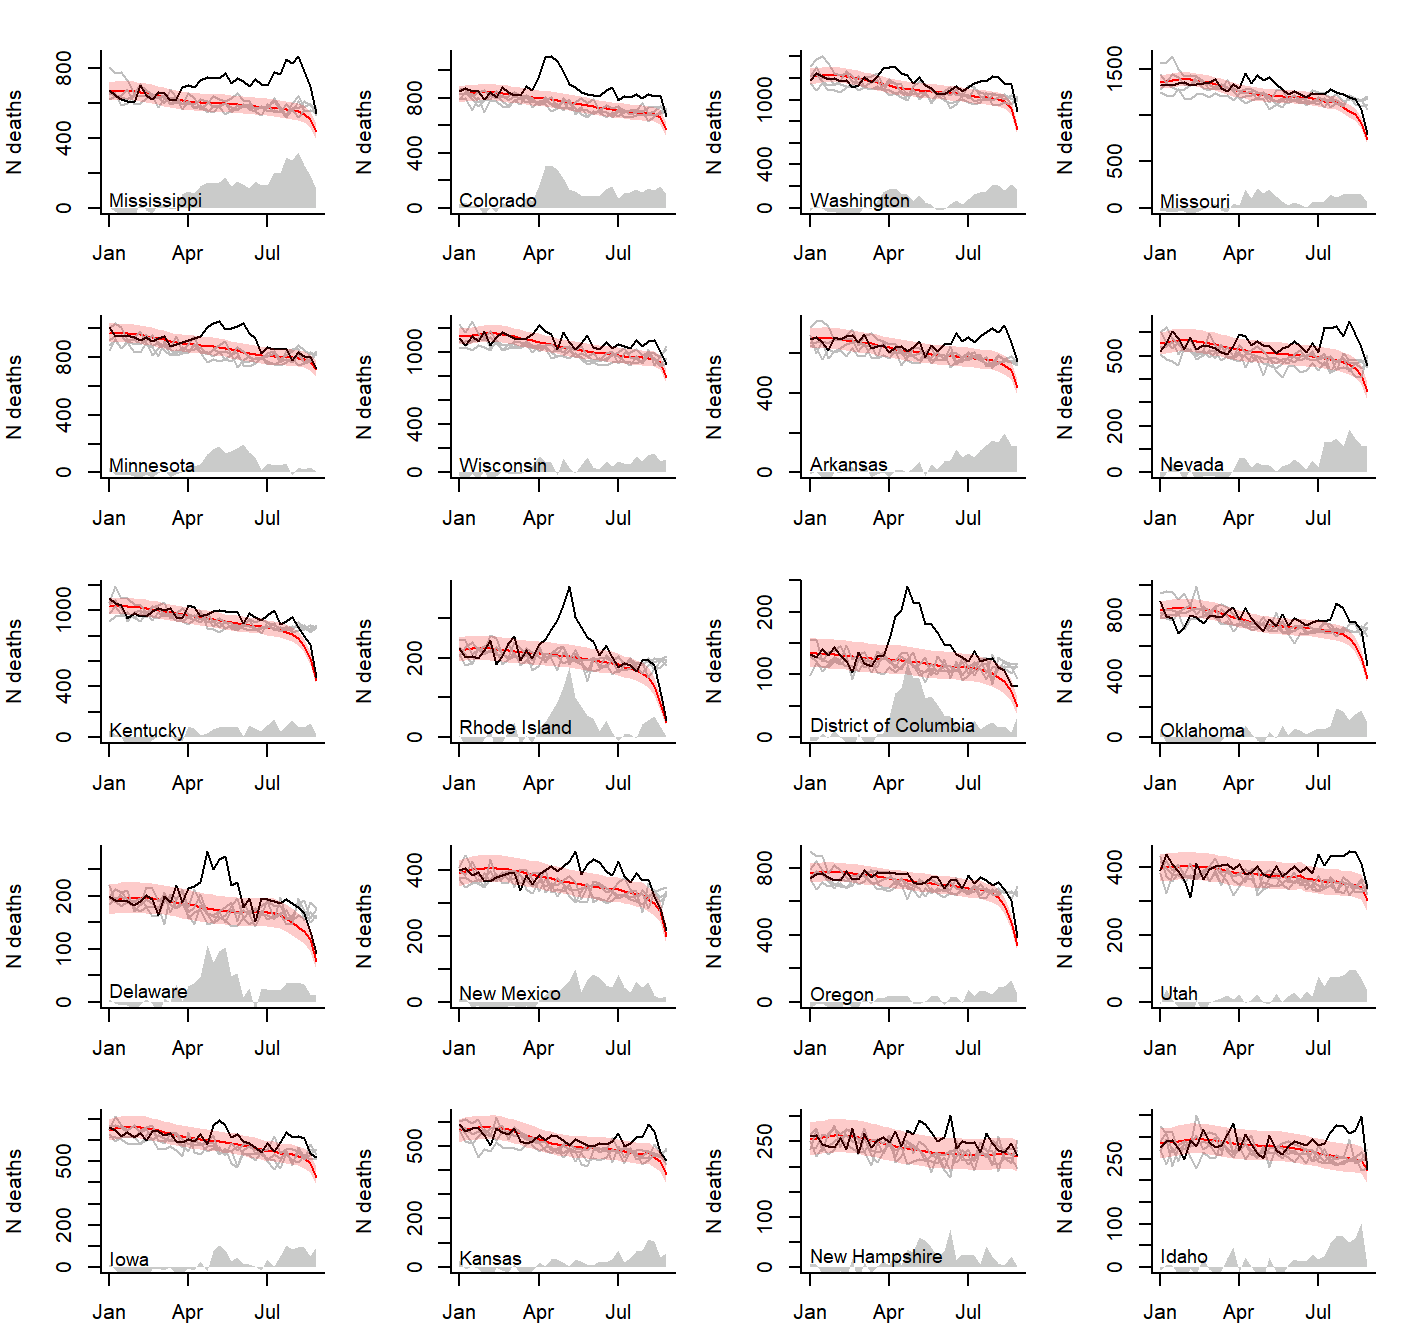 N deaths
0 400 800
Mississippi
Jan Apr Jul
N deaths
0 400 800
Colorado
Jan Apr Jul
N deaths
0 400 1000
Washington
Jan Apr Jul
N deaths
0 500 1500
Missouri
Jan Apr Jul
N deaths
0 400 800
Minnesota
Jan Apr Jul
N deaths
0 400 1000
Wisconsin
Jan Apr Jul
N deaths
0 400
Arkansas
Jan Apr Jul
N deaths
0 200 500
Nevada
Jan Apr Jul
N deaths
0 400 1000
Kentucky
Jan Apr Jul
N deaths
0 200
Rhode Island
Jan Apr Jul
N deaths
0 100 200
District of Columbia
Jan Apr Jul
N deaths
0 400 800
Oklahoma
Jan Apr Jul
N deaths
0 100 200
Delaware
Jan Apr Jul
N deaths
0 200 400
New Mexico
Jan Apr Jul
N deaths
0 400 800
Oregon
Jan Apr Jul
N deaths
0 200 400
Utah
Jan Apr Jul
N deaths
0 200 500
Iowa
Jan Apr Jul
N deaths
0 200 500
Kansas
Jan Apr Jul
N deaths
0 100 250
New Hampshire
Jan Apr Jul
N deaths
0 100 250
Idaho
Jan Apr Jul